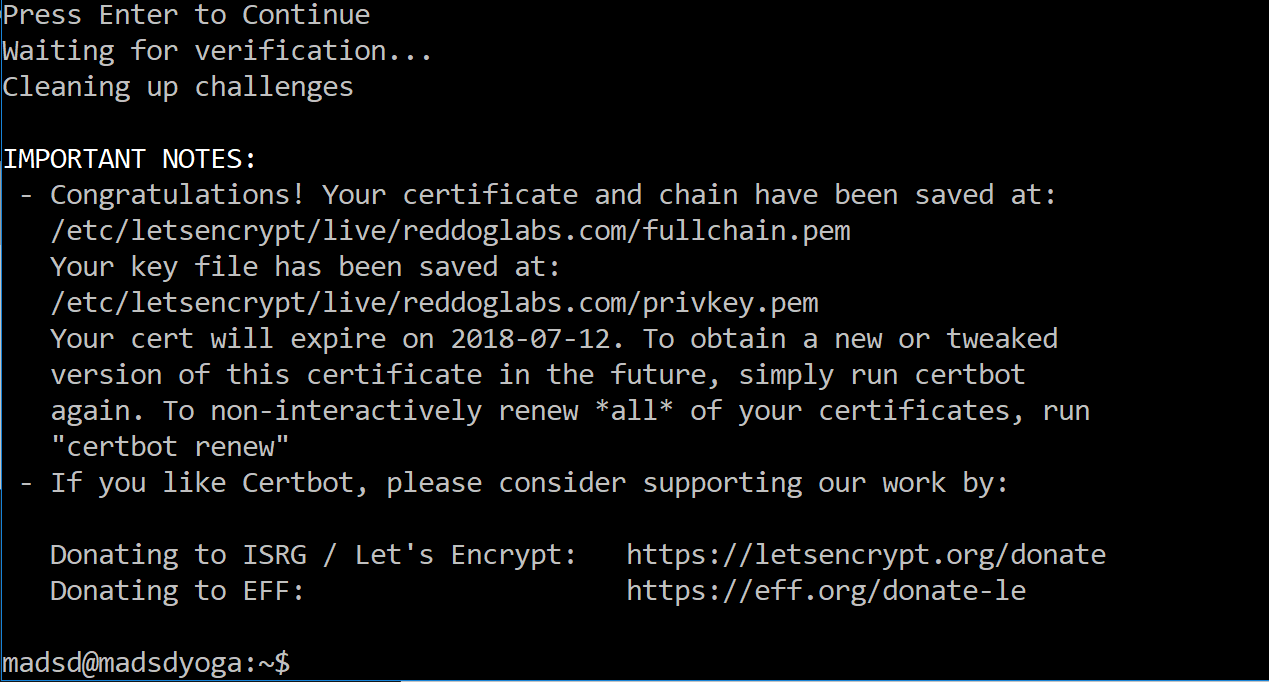 Press Enter to Continue
Waiting for verification...
Cleaning up challenges
IMPORTANT NOTES:
- Congratulations! Your certificate and chain have been saved at:
/etc/letsencrypt/live/reddoglabs.com/fullchain.pem
Your key file has been saved at:
/etc/letsencrypt/live/reddoglabs.com/privkey.pem
Your cert will expire on 2018-07-12. To obtain a new or tweaked
version of this certificate in the future, simply run certbot
again. To non-interactively renew *all* of your certificates, run
"certbot renew"
- If you like Certbot, please consider supporting our work by:
Donating to ISRG / Let's Encrypt:   https://letsencrypt.org/donate
Donating to EFF:                    https://eff.org/donate-le
madsd@madsdyoga:~$